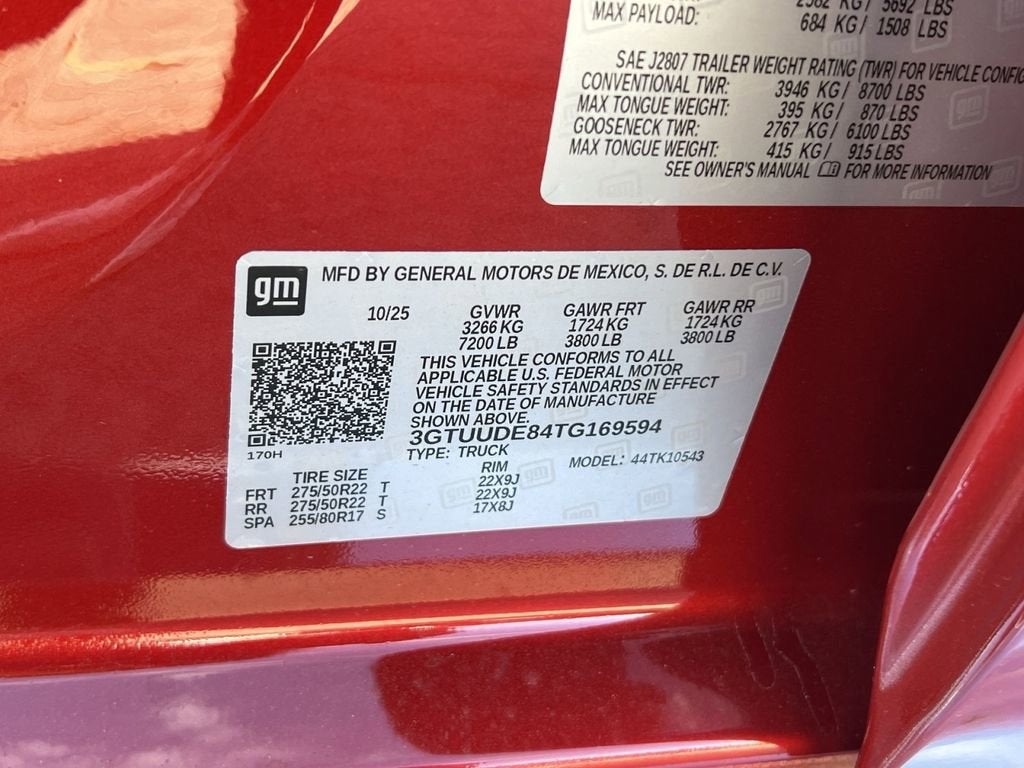 2582 KG / 5692 LBS
MAX PAYLOAD: 684 KG / 1508 LBS
SAE J2807 TRAILER WEIGHT RATING (TWR) FOR VEHICLE
CONVENTIONAL TWR: 3946 KG / 8700 LBS
MAX TONGUE WEIGHT: 395 KG / 870 LBS
GOOSENECK TWR: 2767 KG / 6100 LBS
MAX TONGUE WEIGHT: 415 KG / 915 LBS
SEE OWNER'S MANUAL FOR MORE INFORMATION
gm
MFD BY GENERAL MOTORS DE MEXICO, S. DE R.L. DE C.V.
10/25 GVWR GAWR FRT GAWR RR
3266 KG 1724 KG 1724 KG
7200 LB 3800 LB 3800 LB
THIS VEHICLE CONFORMS TO ALL
APPLICABLE U.S. FEDERAL MOTOR
VEHICLE SAFETY STANDARDS IN EFFECT
ON THE DATE OF MANUFACTURE
SHOWN ABOVE.
3GTUUDE84TG169594
170H
TYPE: TRUCK
MODEL: 44TK10543
TIRE SIZE RIM
FRT 275/50R22 T 22X9J
RR 275/50R22 T 22X9J
SPA 255/80R17 S 17X8J